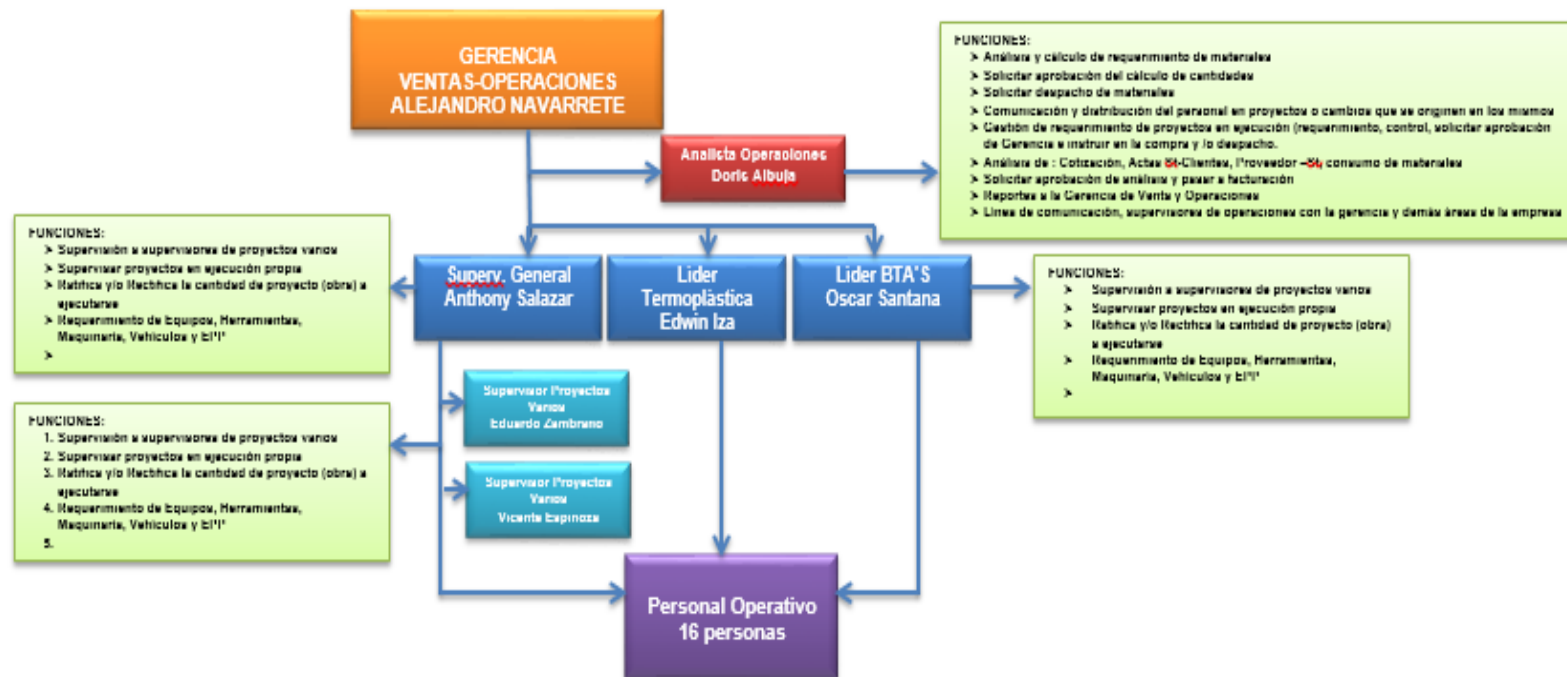 GERENCIA
VENTAS-OPERACIONES
ALEJANDRO NAVARRETE
FUNCIONES:
➢ Análisis y cálculo de requerimiento de materiales
➢ Solicitar aprobación del cálculo de cantidades
➢ Solicitar despacho de materiales
➢ Comunicación y distribución del personal en proyectos o cambios que se originen en los mismos
➢ Gestión de requerimiento de proyectos en ejecución (requerimiento, control, solicitar aprobación
de Gerencia e instruir en la compra y/o despacho.
➢ Análisis de : Cotización, Actas St-Clientes, Proveedor –St, consumo de materiales
➢ Solicitar aprobación de análisis y pasar a facturación
➢ Reportes a la Gerencia de Venta y Operaciones
➢ Línea de comunicación, supervisores de operaciones con la gerencia y demás áreas de la empresa
Analista Operaciones
Doris Albuja
FUNCIONES:
➢ Supervisión a supervisores de proyectos varios
➢ Supervisar proyectos en ejecución propia
➢ Ratifica y/o Rectifica la cantidad de proyecto (obra) a
ejecutarse
➢ Requerimiento de Equipos, Herramientas,
Maquinaria, Vehículos y EPP
➢
Superv. General
Anthony Salazar
Lider
Termoplàstica
Edwin Iza
Lider BTA'S
Oscar Santana
FUNCIONES:
➢ Supervisión a supervisores de proyectos varios
➢ Supervisar proyectos en ejecución propia
➢ Ratifica y/o Rectifica la cantidad de proyecto (obra)
a ejecutarse
➢ Requerimiento de Equipos, Herramientas,
Maquinaria, Vehículos y EPP
➢
Supervisor Proyectos
Varios
Eduardo Zambrano
FUNCIONES:
1. Supervisión a supervisores de proyectos varios
2. Supervisar proyectos en ejecución propia
3. Ratifica y/o Rectifica la cantidad de proyecto (obra) a
ejecutarse
4. Requerimiento de Equipos, Herramientas,
Maquinaria, Vehículos y EPP
5.
Supervisor Proyectos
Varios
Vicente Espinoza
Personal Operativo
16 personas